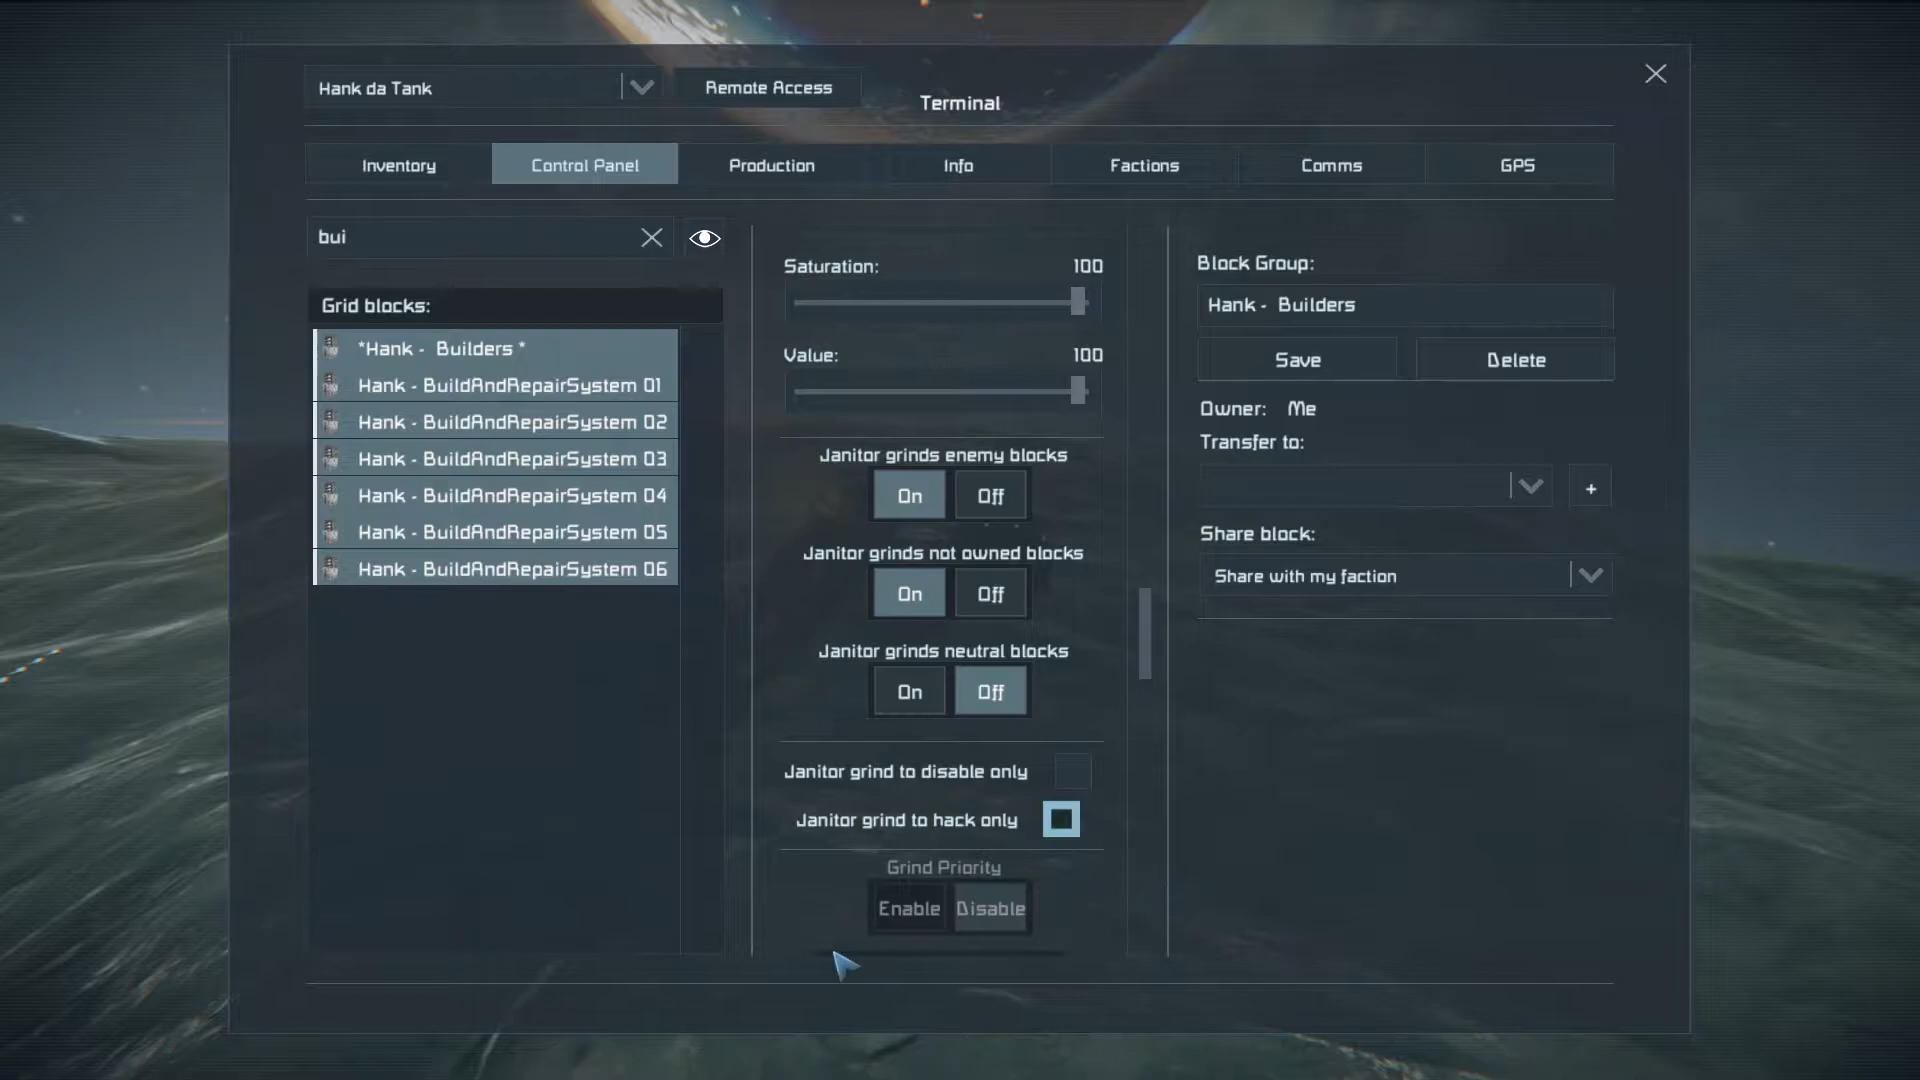 Hank da Tank
Remote Access
Terminal
Inventory
Control Panel
Production
Info
Factions
Comms
GPS
bui
Grid blocks:
*Hank - Builders *
Hank - BuildAndRepairSystem 01
Hank - BuildAndRepairSystem 02
Hank - BuildAndRepairSystem 03
Hank - BuildAndRepairSystem 04
Hank - BuildAndRepairSystem 05
Hank - BuildAndRepairSystem 06
Saturation: 100
Value: 100
Janitor grinds enemy blocks
On Off
Janitor grinds not owned blocks
On Off
Janitor grinds neutral blocks
On Off
Janitor grind to disable only
Janitor grind to hack only
Grind Priority
Enable Disable
Block Group:
Hank - Builders
Save Delete
Owner: Me
Transfer to:
+
Share block:
Share with my faction